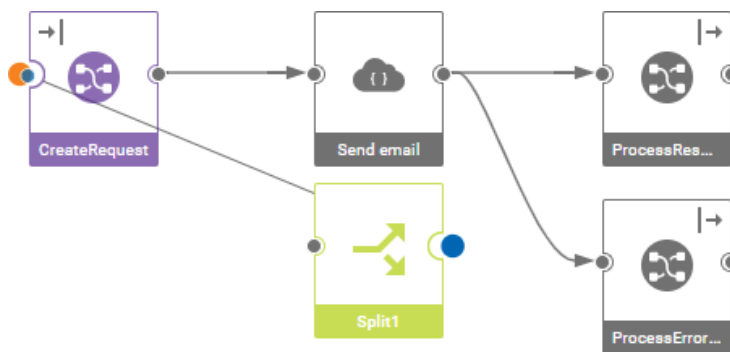 CreateRequest
Send email
ProcessRes...
{ }
Split1
ProcessError...